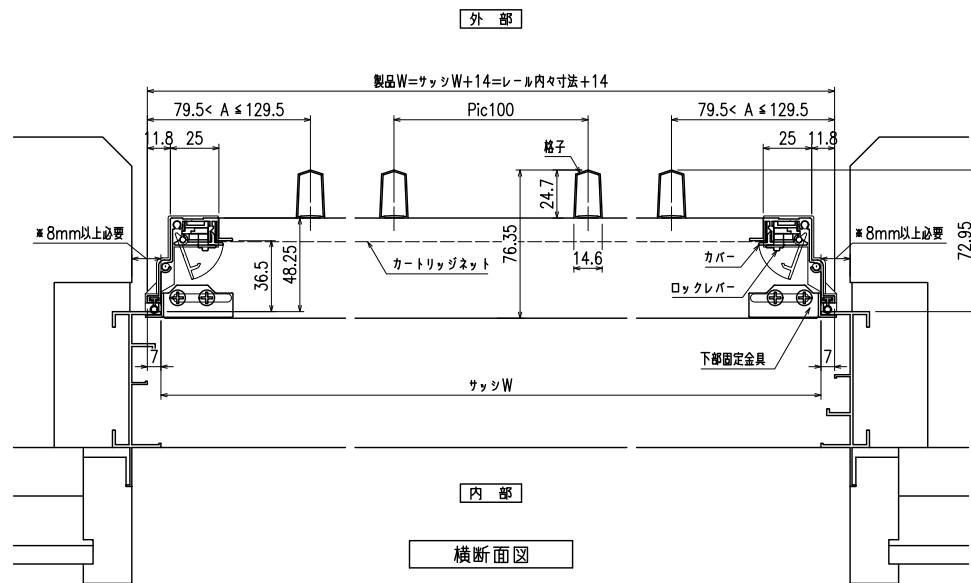 外 部
製品W=サッシW+14=レール内々寸法+14
79.5< A ≦129.5
Pic100
79.5< A ≦129.5
11.8
25
格子
25
11.8
24.7
※8mm以上必要
※8mm以上必要
カートリッジネット
14.6
カバー
ロックレバー
36.5
48.25
76.35
72.95
下部固定金具
7
7
サッシW
内 部
横断面図